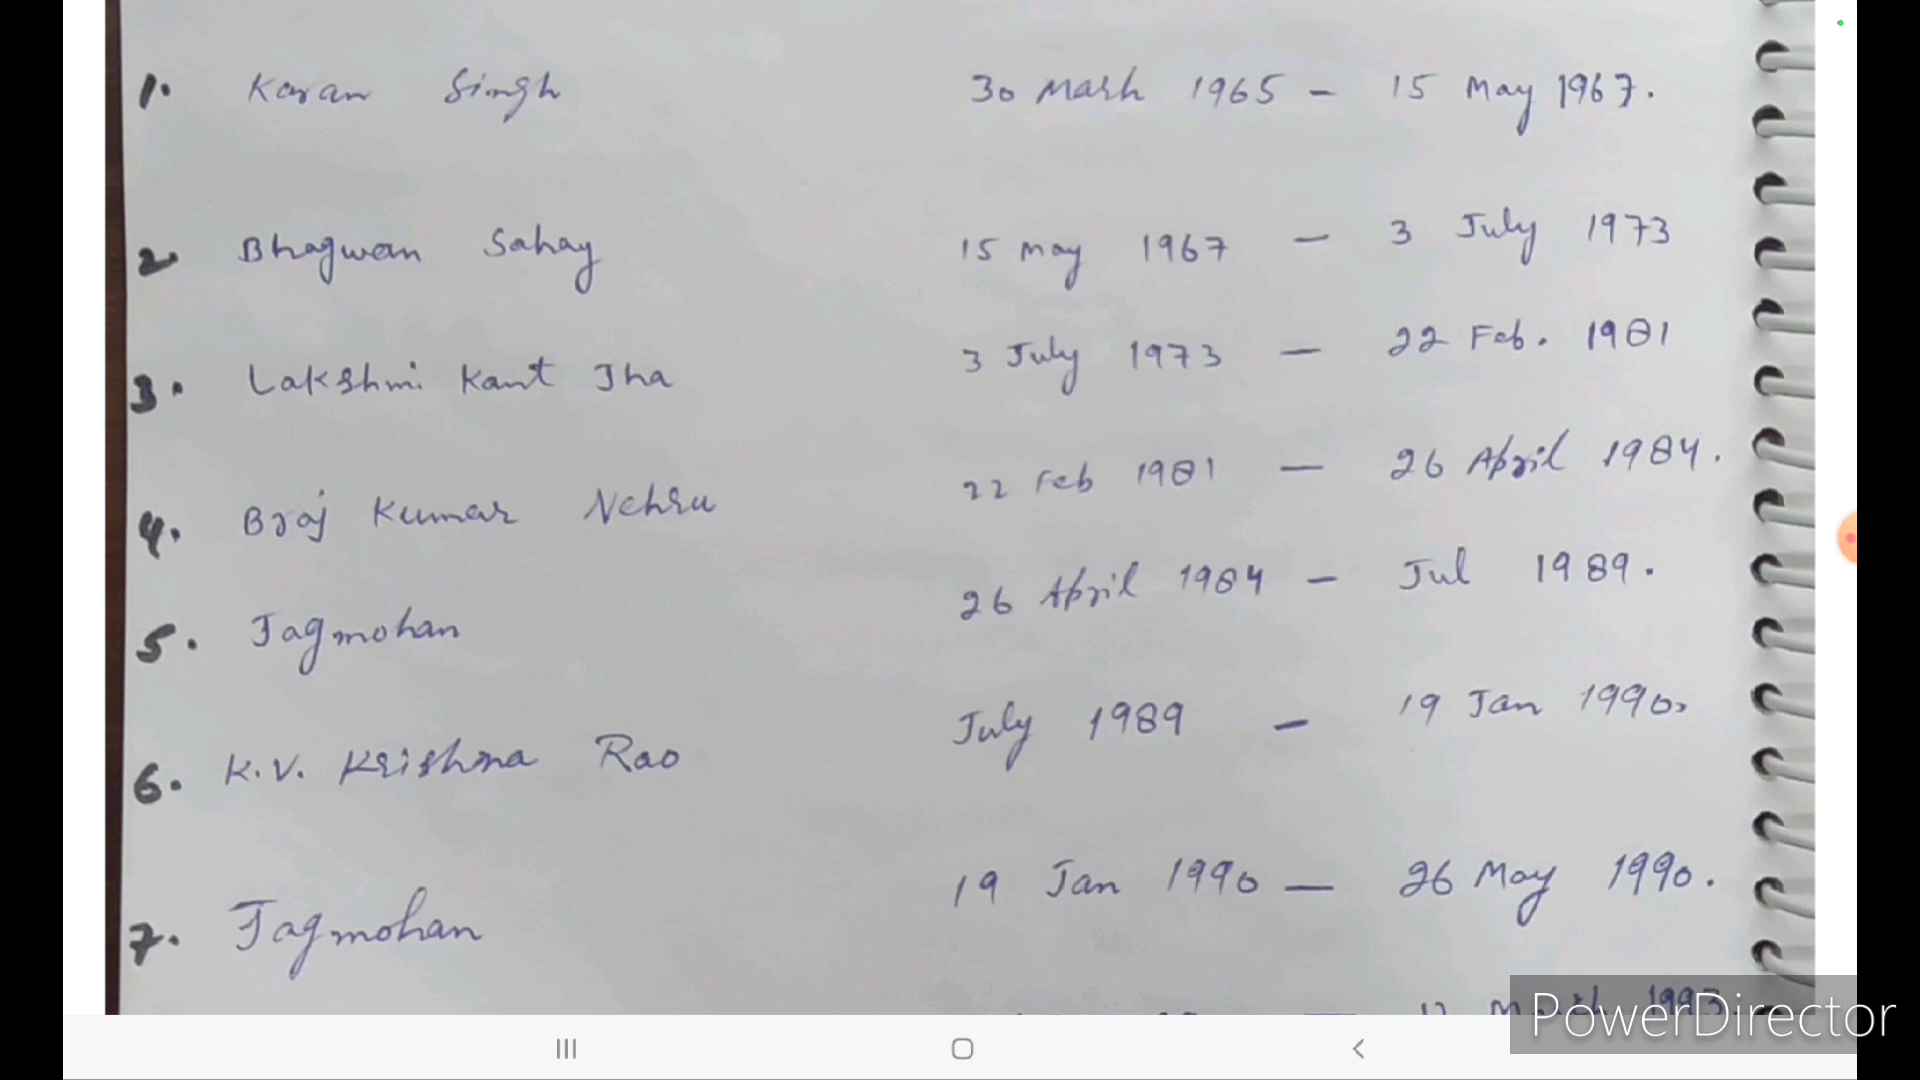 1. Karan Singh 30 Marh 1965 – 15 May 1967.
2. Bhagwan Sahay 15 May 1967 – 3 July 1973
3. Lakshmi Kant Jha 3 July 1973 – 22 Feb. 1981
4. Braj Kumar Nehru 22 Feb 1981 – 26 April 1984.
5. Jagmohan 26 April 1984 – Jul 1989.
6. K.V. Krishna Rao July 1989 – 19 Jan 1990.
7. Jagmohan 19 Jan 1990 – 26 May 1990.
1993
PowerDirector